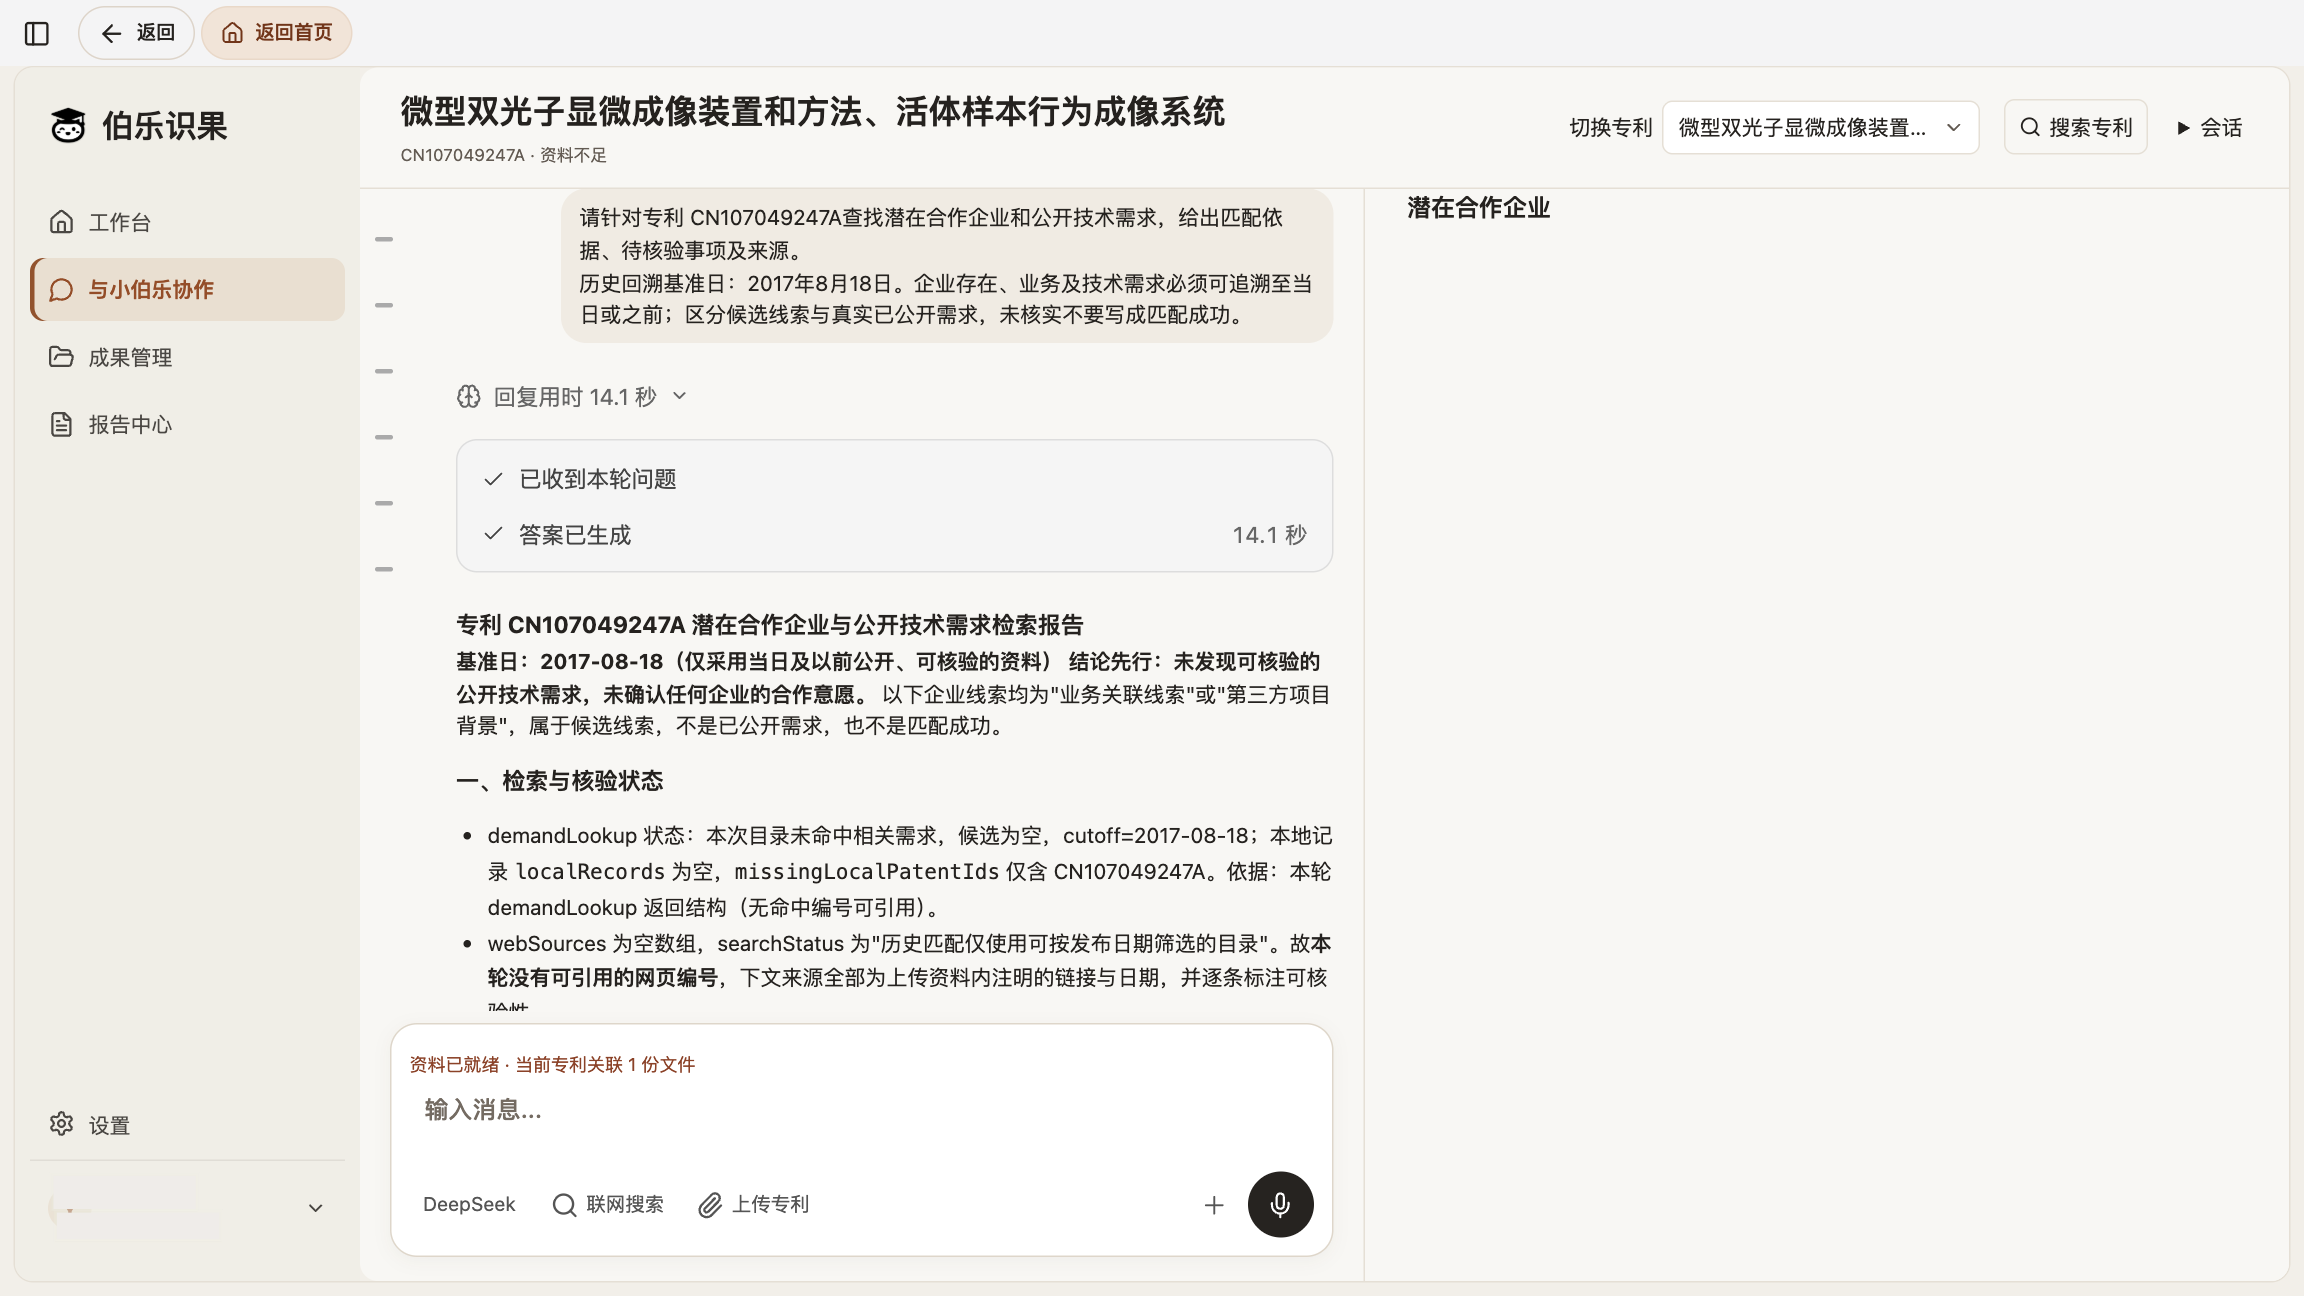 返回
返回首页
伯乐识果
工作台
与小伯乐协作
成果管理
报告中心
设置
微型双光子显微成像装置和方法、活体样本行为成像系统
CN107049247A · 资料不足
切换专利
微型双光子显微成像装置...
搜索专利
会话
请针对专利 CN107049247A查找潜在合作企业和公开技术需求，给出匹配依
据、待核验事项及来源。
历史回溯基准日：2017年8月18日。企业存在、业务及技术需求必须可追溯至当
日或之前；区分候选线索与真实已公开需求，未核实不要写成匹配成功。
回复用时 14.1 秒
已收到本轮问题
答案已生成
14.1 秒
专利 CN107049247A 潜在合作企业与公开技术需求检索报告
基准日：2017-08-18（仅采用当日及以前公开、可核验的资料） 结论先行：未发现可核验的
公开技术需求，未确认任何企业的合作意愿。 以下企业线索均为"业务关联线索"或"第三方项目
背景"，属于候选线索，不是已公开需求，也不是匹配成功。
一、检索与核验状态
• demandLookup 状态：本次目录未命中相关需求，候选为空，cutoff=2017-08-18；本地记
录 localRecords 为空，missingLocalPatentIds 仅含 CN107049247A。依据：本轮
demandLookup 返回结构（无命中编号可引用）。
• webSources 为空数组，searchStatus 为"历史匹配仅使用可按发布日期筛选的目录"。故本
轮没有可引用的网页编号，下文来源全部为上传资料内注明的链接与日期，并逐条标注可核
验性
资料已就绪 · 当前专利关联 1 份文件
输入消息...
DeepSeek
联网搜索
上传专利
潜在合作企业